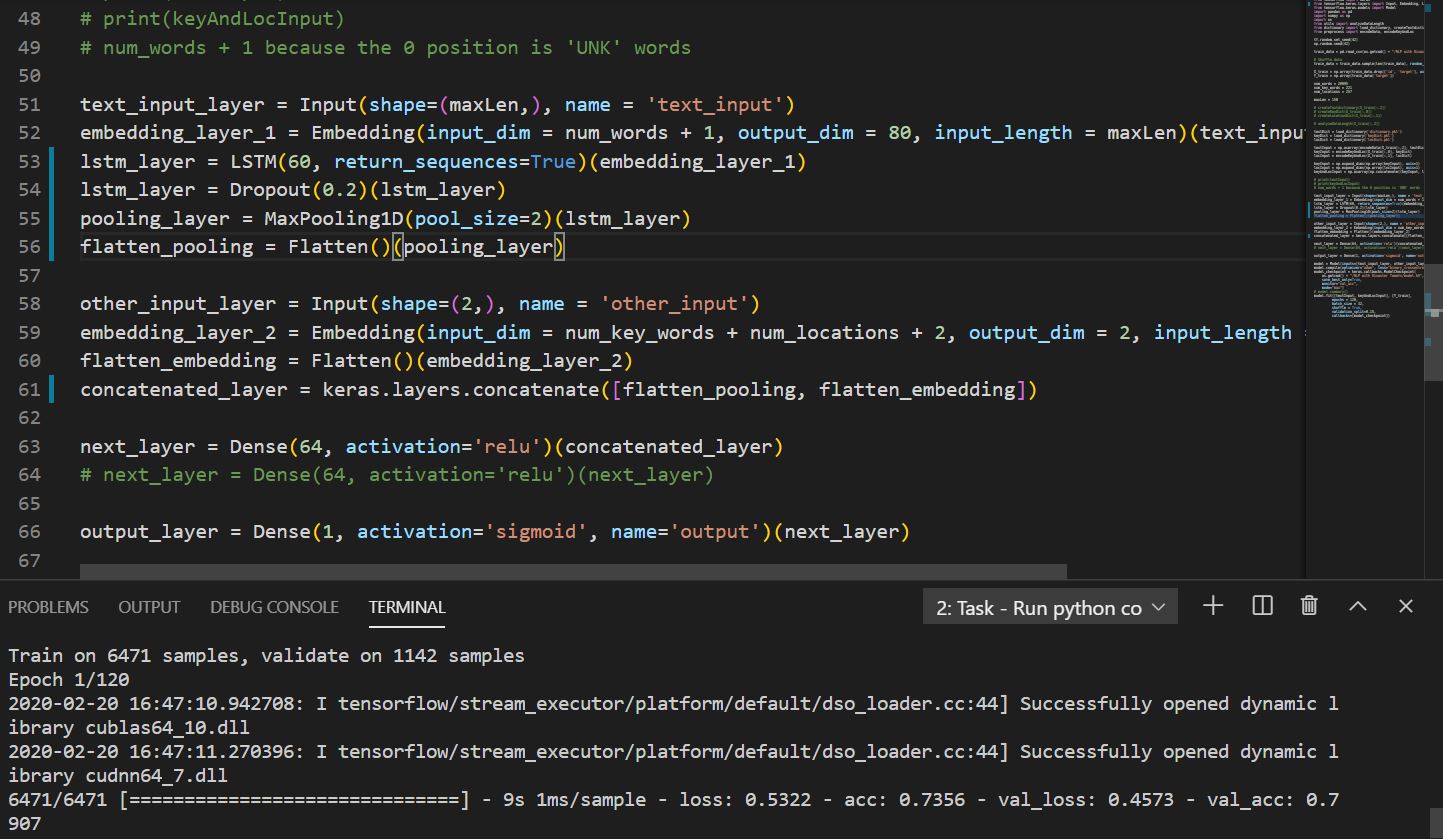 48 # print(keyAndLocInput)
49 # num_words + 1 because the 0 position is 'UNK' words
50
51 text_input_layer = Input(shape=(maxLen,), name = 'text_input')
52 embedding_layer_1 = Embedding(input_dim = num_words + 1, output_dim = 80, input_length = maxLen)(text_inpu
53 lstm_layer = LSTM(60, return_sequences=True)(embedding_layer_1)
54 lstm_layer = Dropout(0.2)(lstm_layer)
55 pooling_layer = MaxPooling1D(pool_size=2)(lstm_layer)
56 flatten_pooling = Flatten()(pooling_layer)
57
58 other_input_layer = Input(shape=(2,), name = 'other_input')
59 embedding_layer_2 = Embedding(input_dim = num_key_words + num_locations + 2, output_dim = 2, input_length =
60 flatten_embedding = Flatten()(embedding_layer_2)
61 concatenated_layer = keras.layers.concatenate([flatten_pooling, flatten_embedding])
62
63 next_layer = Dense(64, activation='relu')(concatenated_layer)
64 # next_layer = Dense(64, activation='relu')(next_layer)
65
66 output_layer = Dense(1, activation='sigmoid', name='output')(next_layer)
67
PROBLEMS OUTPUT DEBUG CONSOLE TERMINAL 2: Task - Run python co
Train on 6471 samples, validate on 1142 samples
Epoch 1/120
2020-02-20 16:47:10.942708: I tensorflow/stream_executor/platform/default/dso_loader.cc:44] Successfully opened dynamic l
ibrary cublas64_10.dll
2020-02-20 16:47:11.270396: I tensorflow/stream_executor/platform/default/dso_loader.cc:44] Successfully opened dynamic l
ibrary cudnn64_7.dll
6471/6471 [==============================] - 9s 1ms/sample - loss: 0.5322 - acc: 0.7356 - val_loss: 0.4573 - val_acc: 0.7
907